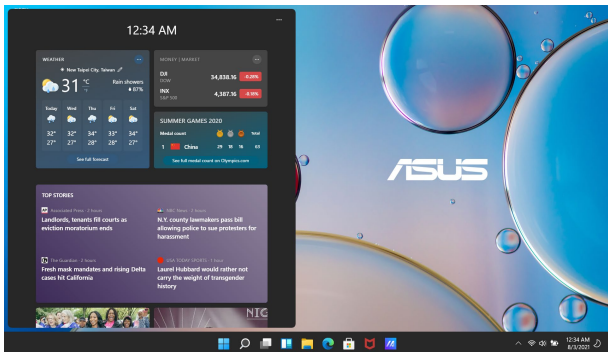 12:34 AM
WEATHER
New Taipei City, Taiwan
31 °C
Rain showers
87%
Today Wed Thu Fri Sat
32° 32° 34° 33° 34°
27° 27° 28° 27° 27°
See full forecast
MONEY | MARKET
DJI
DOW
34,838.16 -0.28%
INX
S&P 500
4,387.16 -0.18%
SUMMER GAMES 2020
Medal count Total
1 China 29 18 16 63
See full medal count on Olympics.com
TOP STORIES
Associated Press · 2 hours
Landlords, tenants fill courts as
eviction moratorium ends
NBC News · 2 hours
N.Y. county lawmakers pass bill
allowing police to sue protesters for
harassment
The Guardian · 2 hours
Fresh mask mandates and rising Delta
cases hit California
USA TODAY SPORTS · 1 hour
Laurel Hubbard would rather not
carry the weight of transgender
history
NIC
ASUS
12:34 AM
8/3/2021